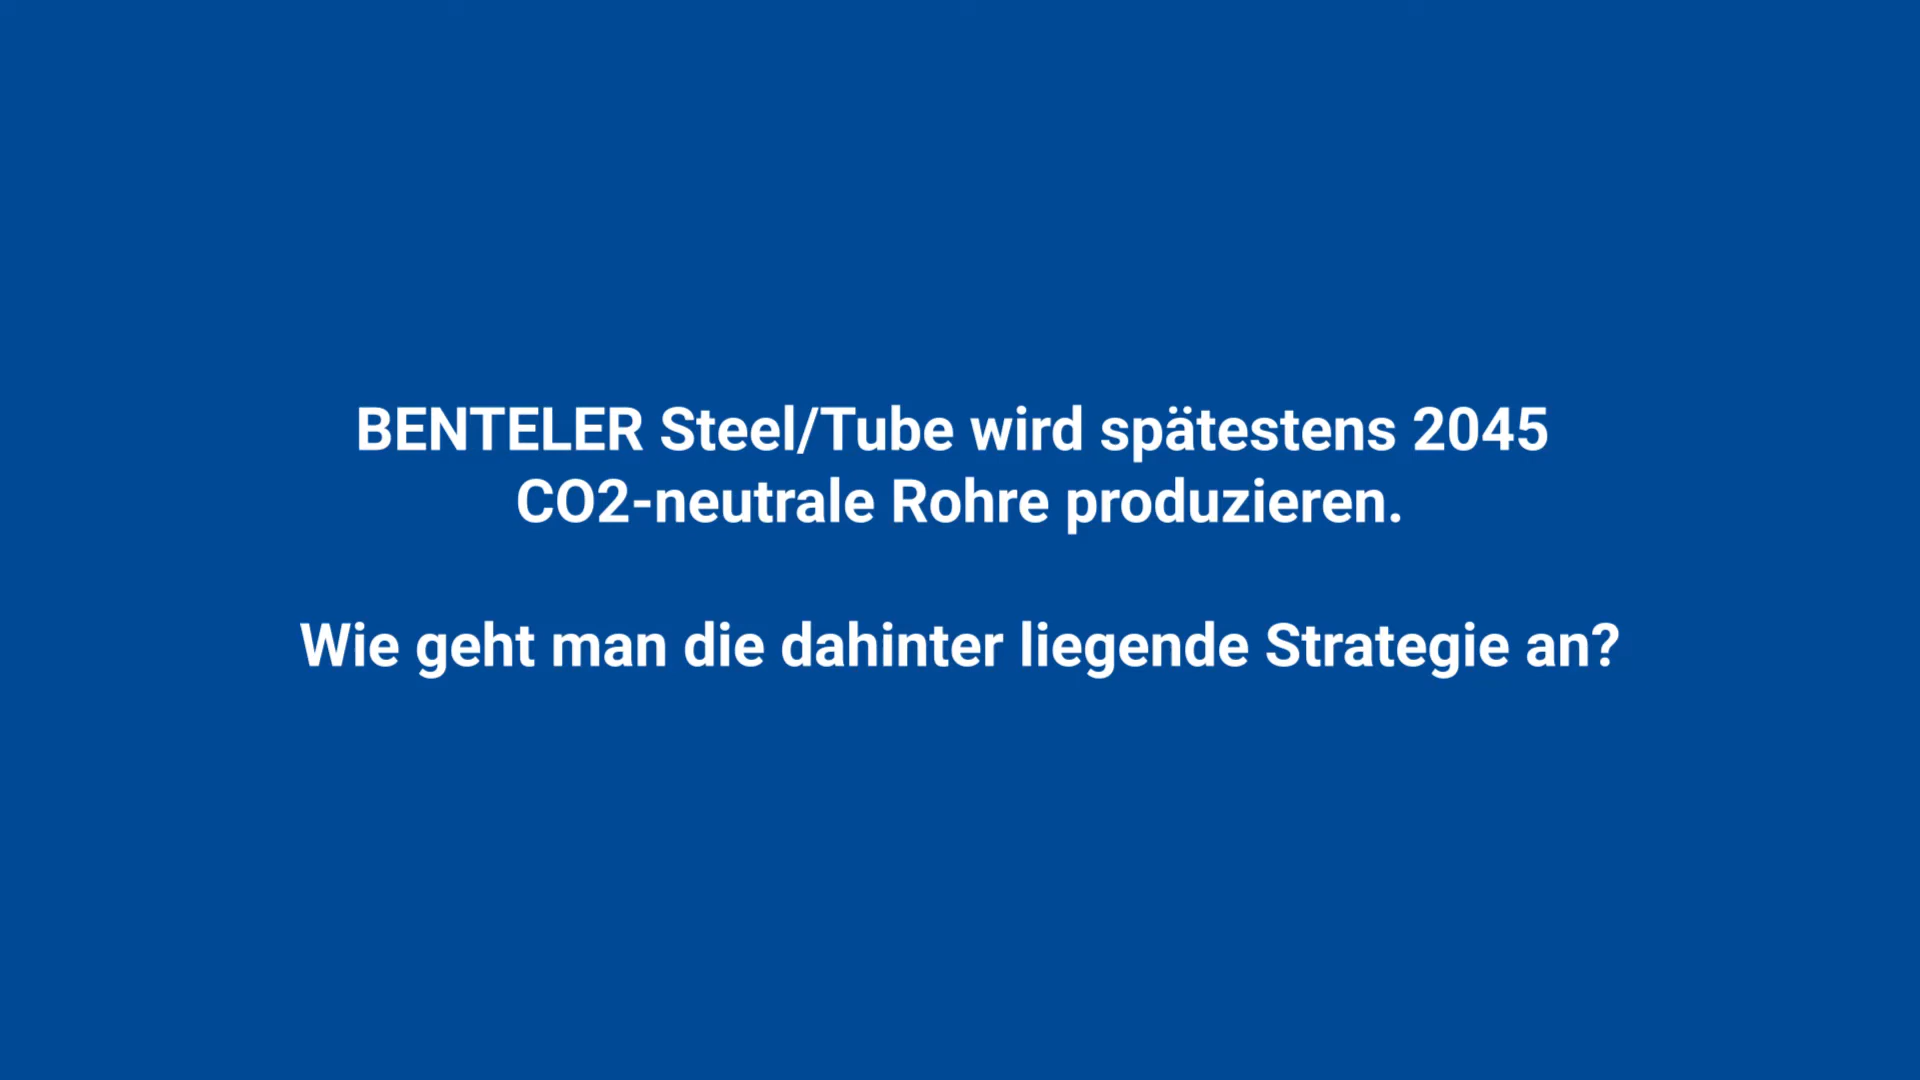 BENTELER Steel/Tube wird spätestens 2045
CO2-neutrale Rohre produzieren.
Wie geht man die dahinter liegende Strategie an?